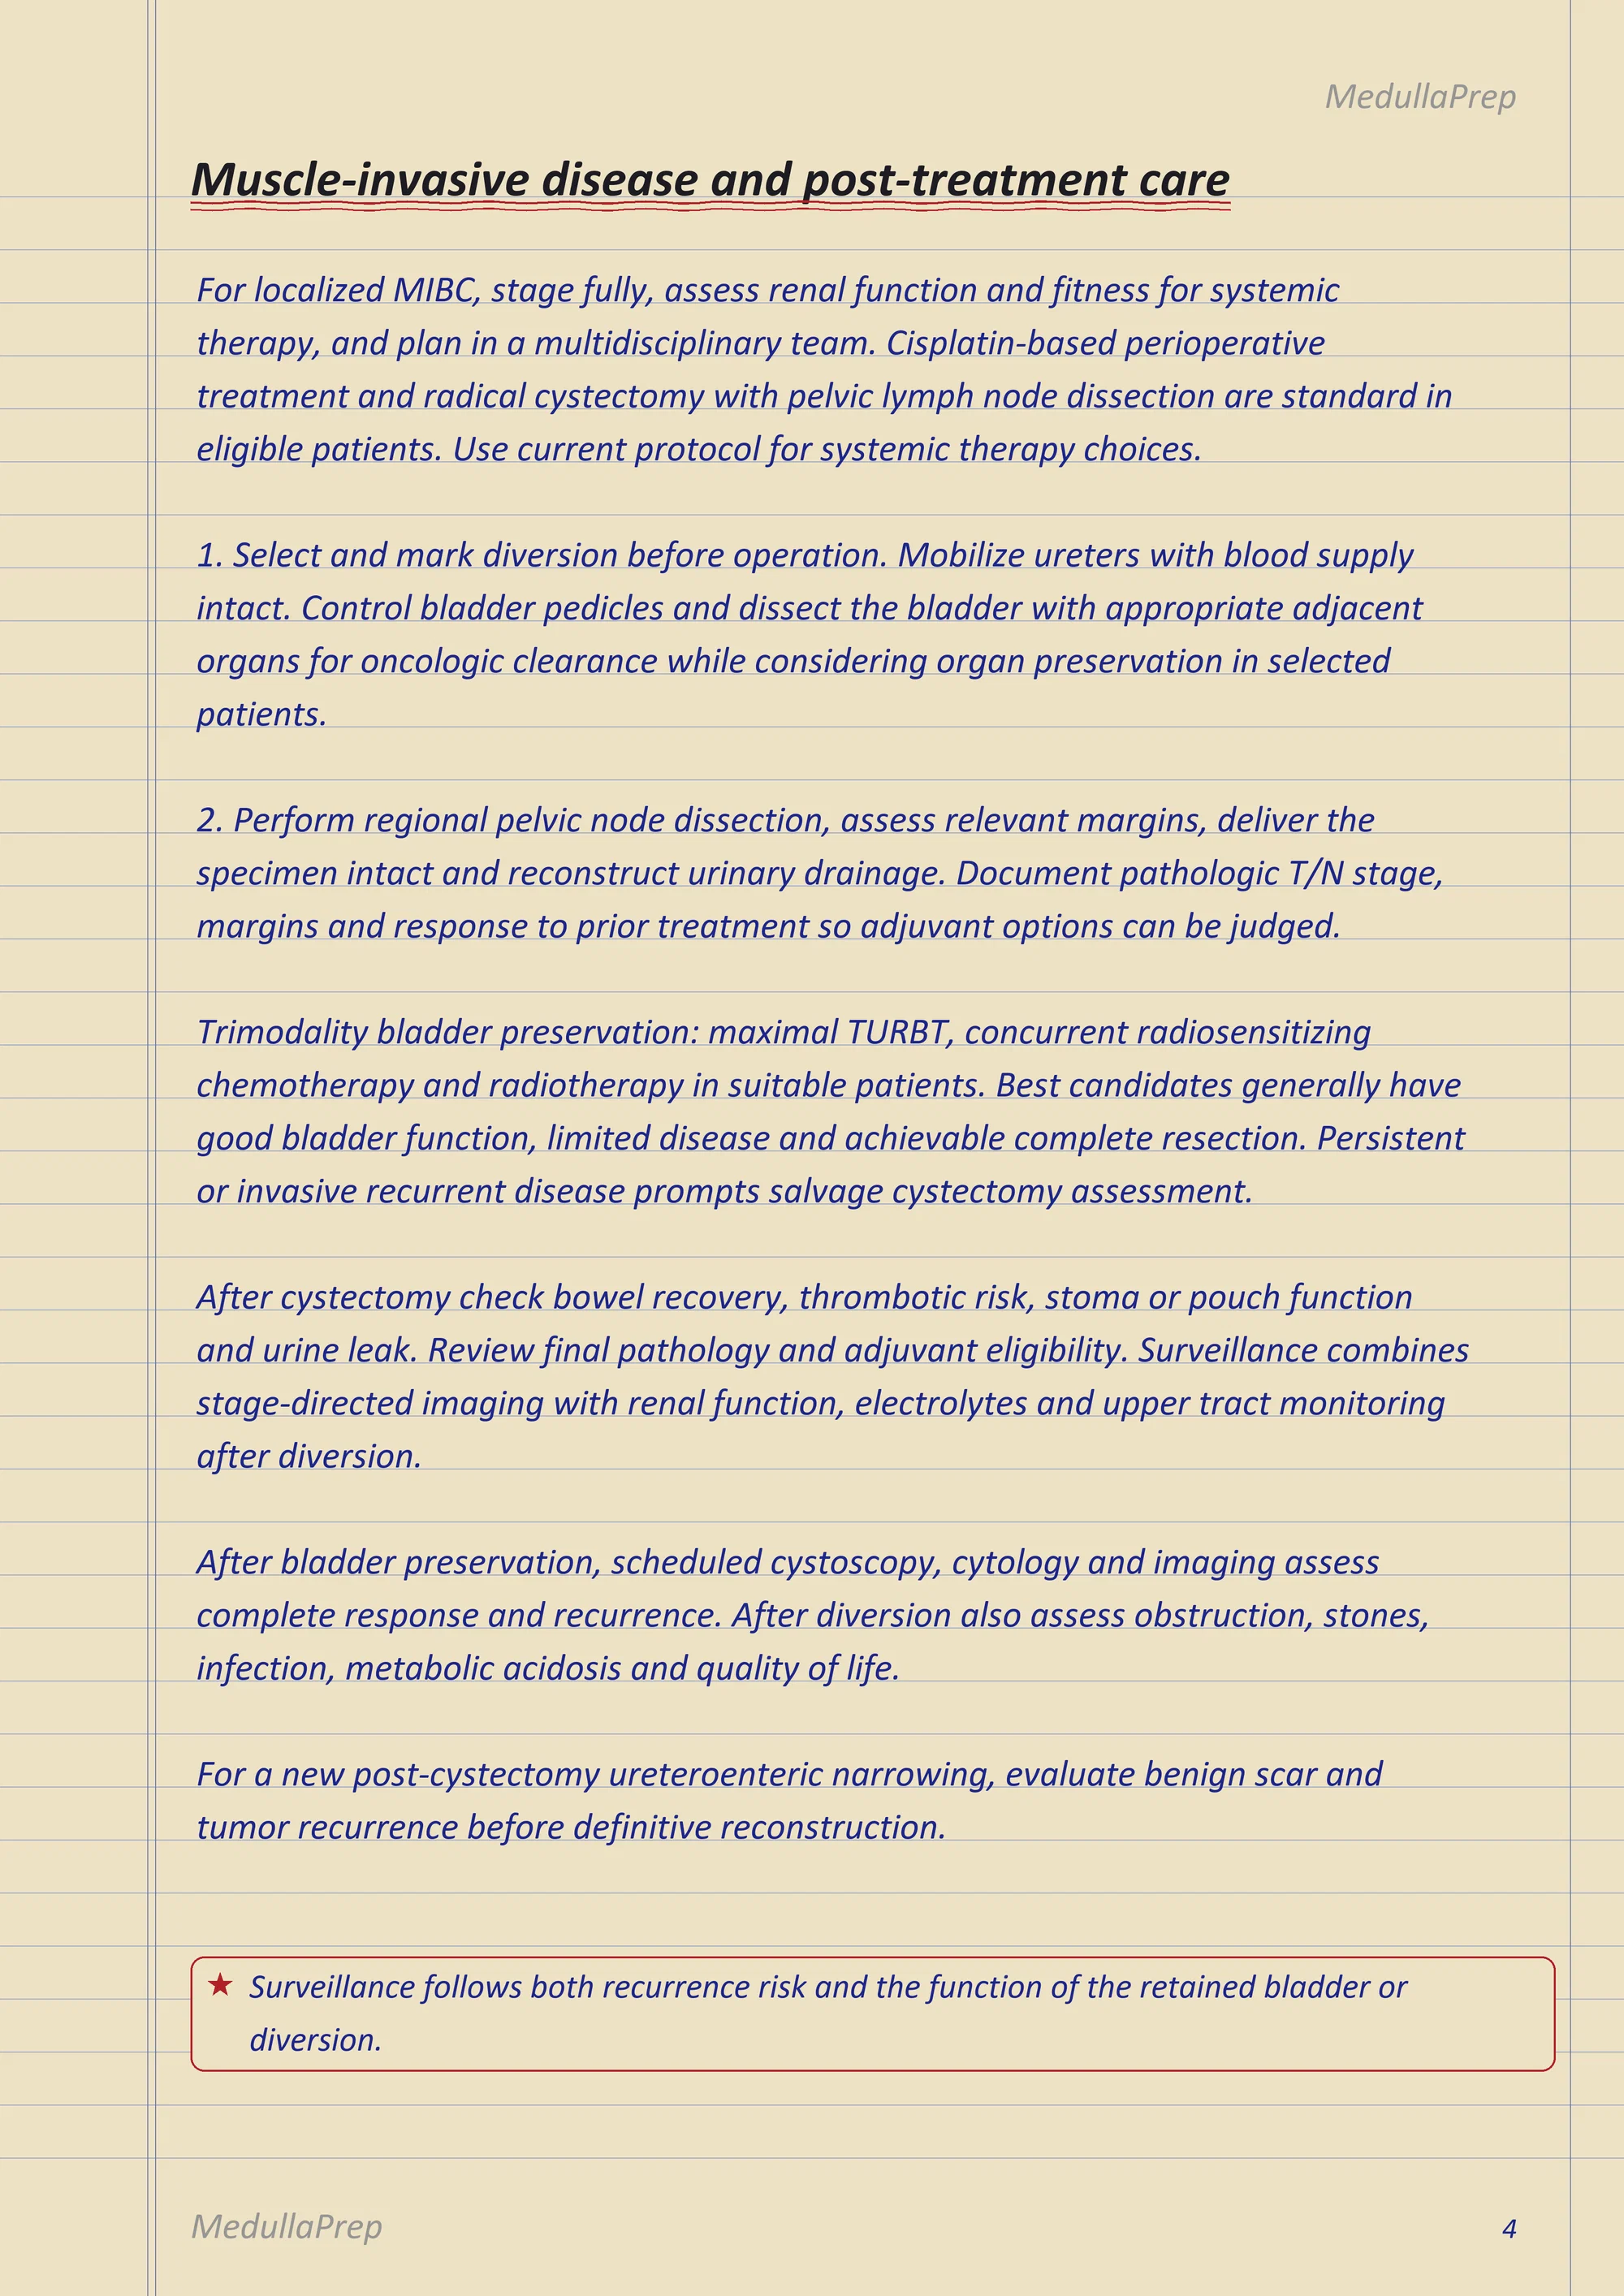 MedullaPrep
Muscle-invasive disease and post-treatment care
For localized MIBC, stage fully, assess renal function and fitness for systemic
therapy, and plan in a multidisciplinary team. Cisplatin-based perioperative
treatment and radical cystectomy with pelvic lymph node dissection are standard in
eligible patients. Use current protocol for systemic therapy choices.
1. Select and mark diversion before operation. Mobilize ureters with blood supply
intact. Control bladder pedicles and dissect the bladder with appropriate adjacent
organs for oncologic clearance while considering organ preservation in selected
patients.
2. Perform regional pelvic node dissection, assess relevant margins, deliver the
specimen intact and reconstruct urinary drainage. Document pathologic T/N stage,
margins and response to prior treatment so adjuvant options can be judged.
Trimodality bladder preservation: maximal TURBT, concurrent radiosensitizing
chemotherapy and radiotherapy in suitable patients. Best candidates generally have
good bladder function, limited disease and achievable complete resection. Persistent
or invasive recurrent disease prompts salvage cystectomy assessment.
After cystectomy check bowel recovery, thrombotic risk, stoma or pouch function
and urine leak. Review final pathology and adjuvant eligibility. Surveillance combines
stage-directed imaging with renal function, electrolytes and upper tract monitoring
after diversion.
After bladder preservation, scheduled cystoscopy, cytology and imaging assess
complete response and recurrence. After diversion also assess obstruction, stones,
infection, metabolic acidosis and quality of life.
For a new post-cystectomy ureteroenteric narrowing, evaluate benign scar and
tumor recurrence before definitive reconstruction.
★ Surveillance follows both recurrence risk and the function of the retained bladder or
diversion.
MedullaPrep
4